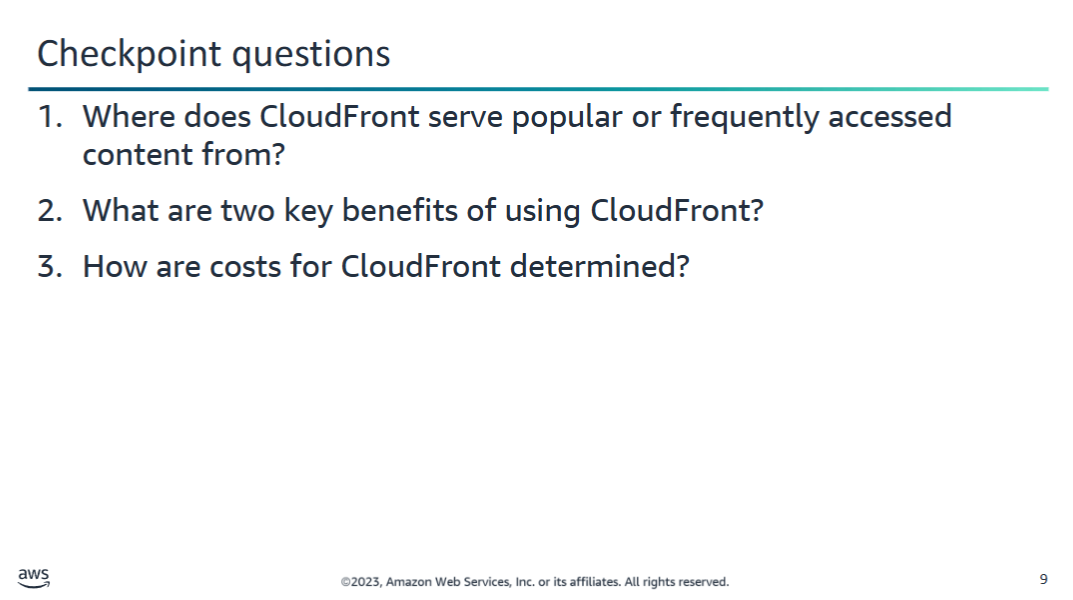 Checkpoint questions
1. Where does CloudFront serve popular or frequently accessed
content from?
2. What are two key benefits of using CloudFront?
3. How are costs for CloudFront determined?
aws
©2023, Amazon Web Services, Inc. or its affiliates. All rights reserved.
9